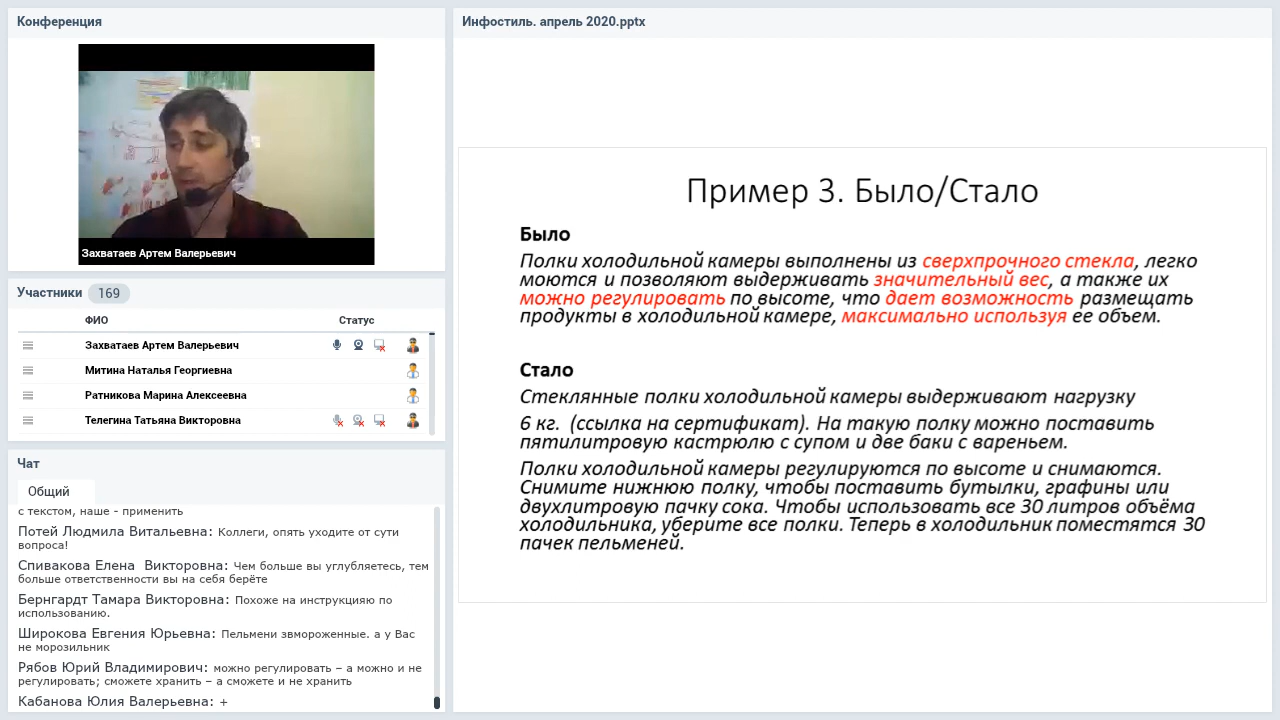 Конференция
Захватаев Артем Валерьевич
Участники 169
ФИО Статус
Захватаев Артем Валерьевич
Митина Наталья Георгиевна
Ратникова Марина Алексеевна
Телегина Татьяна Викторовна
Чат
Общий
с текстом, наше - применить
Потей Людмила Витальевна: Коллеги, опять уходите от сути
вопроса!
Спивакова Елена Викторовна: Чем больше вы углубляетесь, тем
больше ответственности вы на себя берёте
Бернгардт Тамара Викторовна: Похоже на инструкцияю по
использованию.
Широкова Евгения Юрьевна: Пельмени звмороженные. а у Вас
не морозильник
Рябов Юрий Владимирович: можно регулировать – а можно и не
регулировать; сможете хранить – а сможете и не хранить
Кабанова Юлия Валерьевна: +
Инфостиль. апрель 2020.pptx
Пример 3. Было/Стало
Было
Полки холодильной камеры выполнены из сверхпрочного стекла, легко
моются и позволяют выдерживать значительный вес, а также их
можно регулировать по высоте, что дает возможность размещать
продукты в холодильной камере, максимально используя ее объем.
Стало
Стеклянные полки холодильной камеры выдерживают нагрузку
6 кг. (ссылка на сертификат). На такую полку можно поставить
пятилитровую кастрюлю с супом и две баки с вареньем.
Полки холодильной камеры регулируются по высоте и снимаются.
Снимите нижнюю полку, чтобы поставить бутылки, графины или
двухлитровую пачку сока. Чтобы использовать все 30 литров объёма
холодильника, уберите все полки. Теперь в холодильник поместятся 30
пачек пельменей.